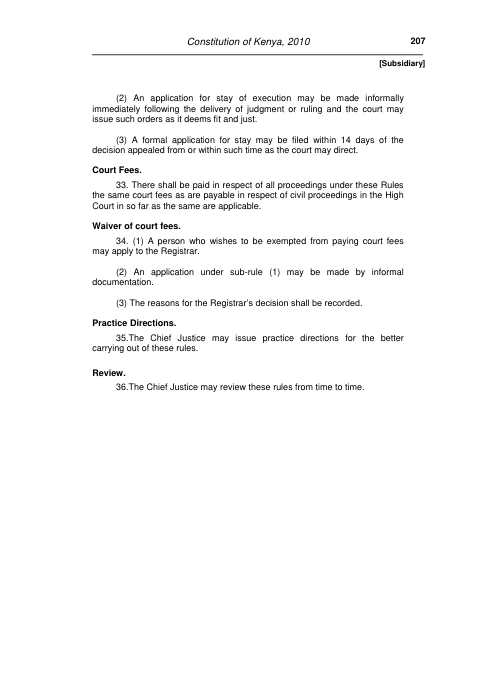 Constitution of Kenya, 2010
207
[Subsidiary]
(2) An application for stay of execution may be made informally
immediately following the delivery of judgment or ruling and the court may
issue such orders as it deems fit and just.
(3) A formal application for stay may be filed within 14 days of the
decision appealed from or within such time as the court may direct.
Court Fees.
33. There shall be paid in respect of all proceedings under these Rules
the same court fees as are payable in respect of civil proceedings in the High
Court in so far as the same are applicable.
Waiver of court fees.
34. (1) A person who wishes to be exempted from paying court fees
may apply to the Registrar.
(2) An application under sub-rule (1) may be made by informal
documentation.
(3) The reasons for the Registrar's decision shall be recorded.
Practice Directions.
35.The Chief Justice may issue practice directions for the better
carrying out of these rules.
Review.
36.The Chief Justice may review these rules from time to time.